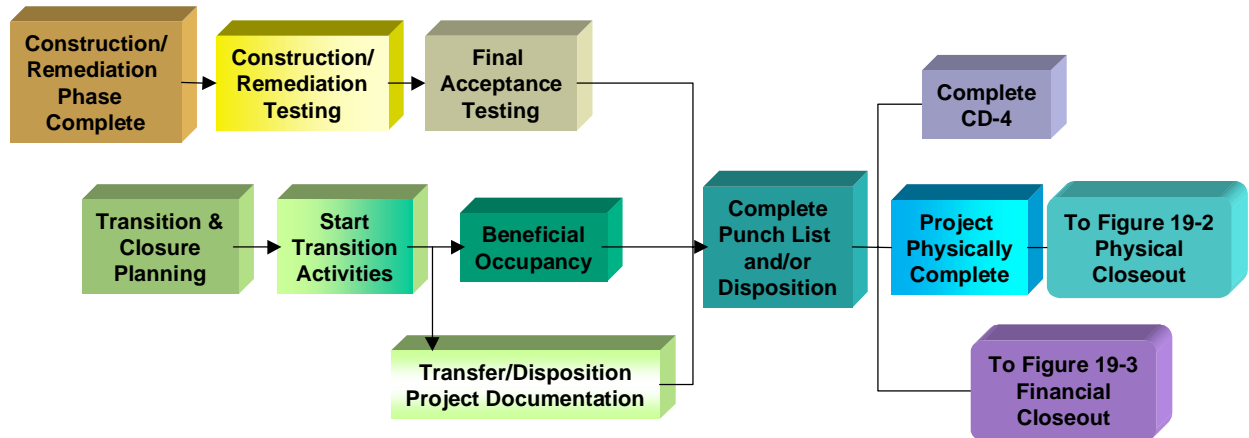 Construction/
Remediation
Phase
Complete
Construction/
Remediation
Testing
Final
Acceptance
Testing
Complete
CD-4
Transition &
Closure
Planning
Start
Transition
Activities
Beneficial
Occupancy
Complete
Punch List
and/or
Disposition
Project
Physically
Complete
To Figure 19-2
Physical
Closeout
Transfer/Disposition
Project Documentation
To Figure 19-3
Financial
Closeout